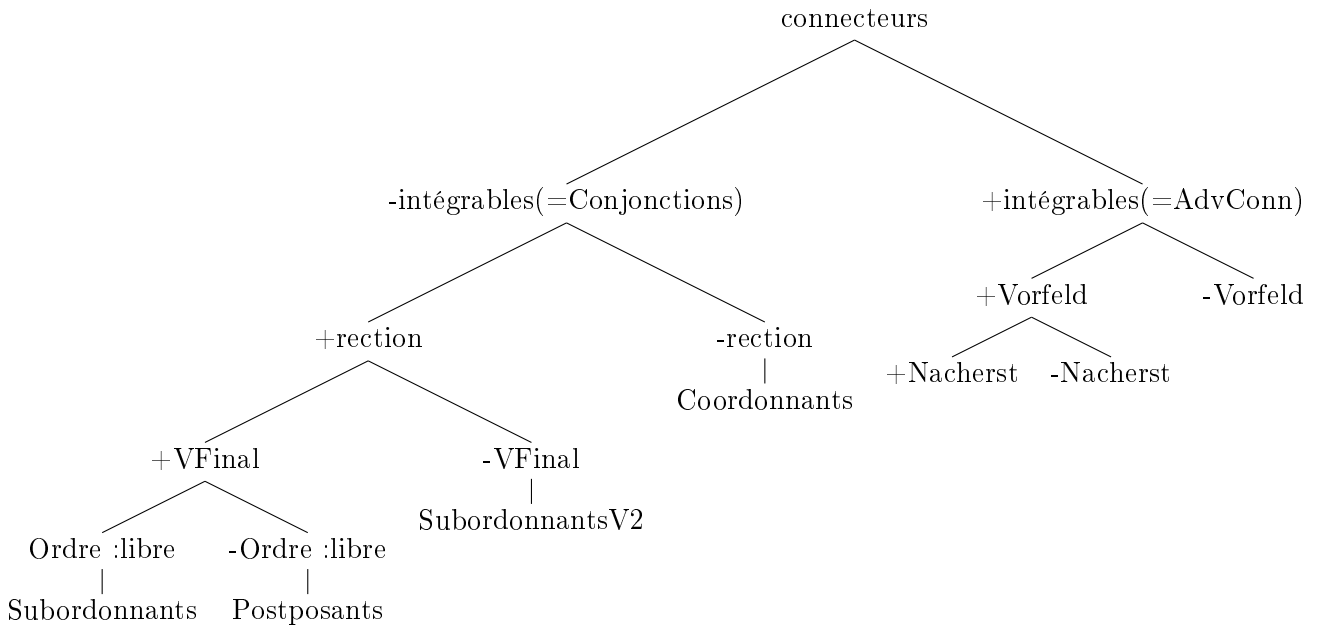 connecteurs
-intégrables(=Conjonctions) +intégrables(=AdvConn)
+Vorfeld -Vorfeld
+rection -rection
+Nacherst -Nacherst
Coordonnants
+VFinal -VFinal
SubordonnantsV2
Ordre :libre -Ordre :libre
Subordonnants Postposants